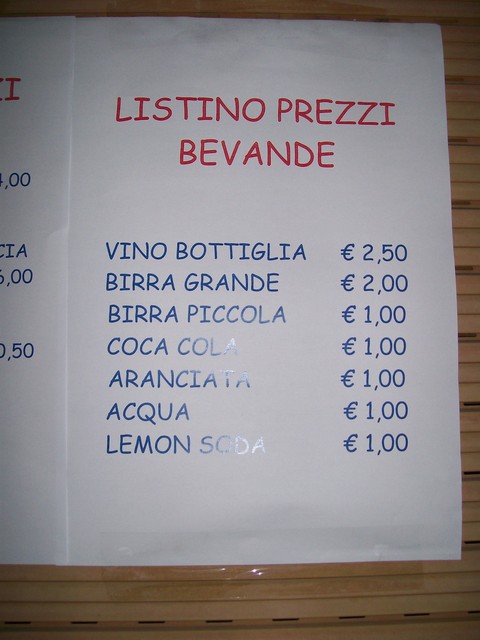 LISTINO PREZZI
BEVANDE
VINO BOTTIGLIA € 2,50
BIRRA GRANDE € 2,00
BIRRA PICCOLA € 1,00
COCA COLA € 1,00
ARANCIATA € 1,00
ACQUA € 1,00
LEMON SODA € 1,00